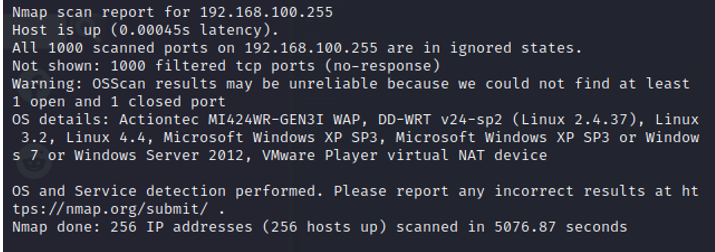 Nmap scan report for 192.168.100.255
Host is up (0.00045s latency).
All 1000 scanned ports on 192.168.100.255 are in ignored states.
Not shown: 1000 filtered tcp ports (no-response)
Warning: OSScan results may be unreliable because we could not find at least
1 open and 1 closed port
OS details: Actiontec MI424WR-GEN3I WAP, DD-WRT v24-sp2 (Linux 2.4.37), Linux
3.2, Linux 4.4, Microsoft Windows XP SP3, Microsoft Windows XP SP3 or Window
s 7 or Windows Server 2012, VMware Player virtual NAT device
OS and Service detection performed. Please report any incorrect results at ht
tps://nmap.org/submit/ .
Nmap done: 256 IP addresses (256 hosts up) scanned in 5076.87 seconds